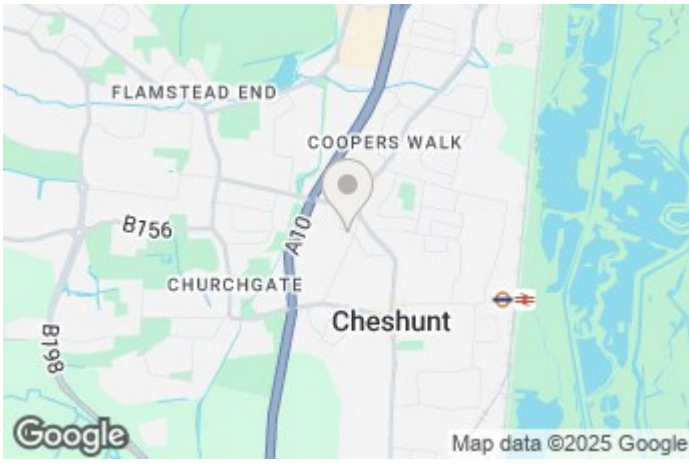 FLAMSTEAD END
COOPERS WALK
B756
A10
CHURCHGATE
Cheshunt
B198
Google
Map data ©2025 Google